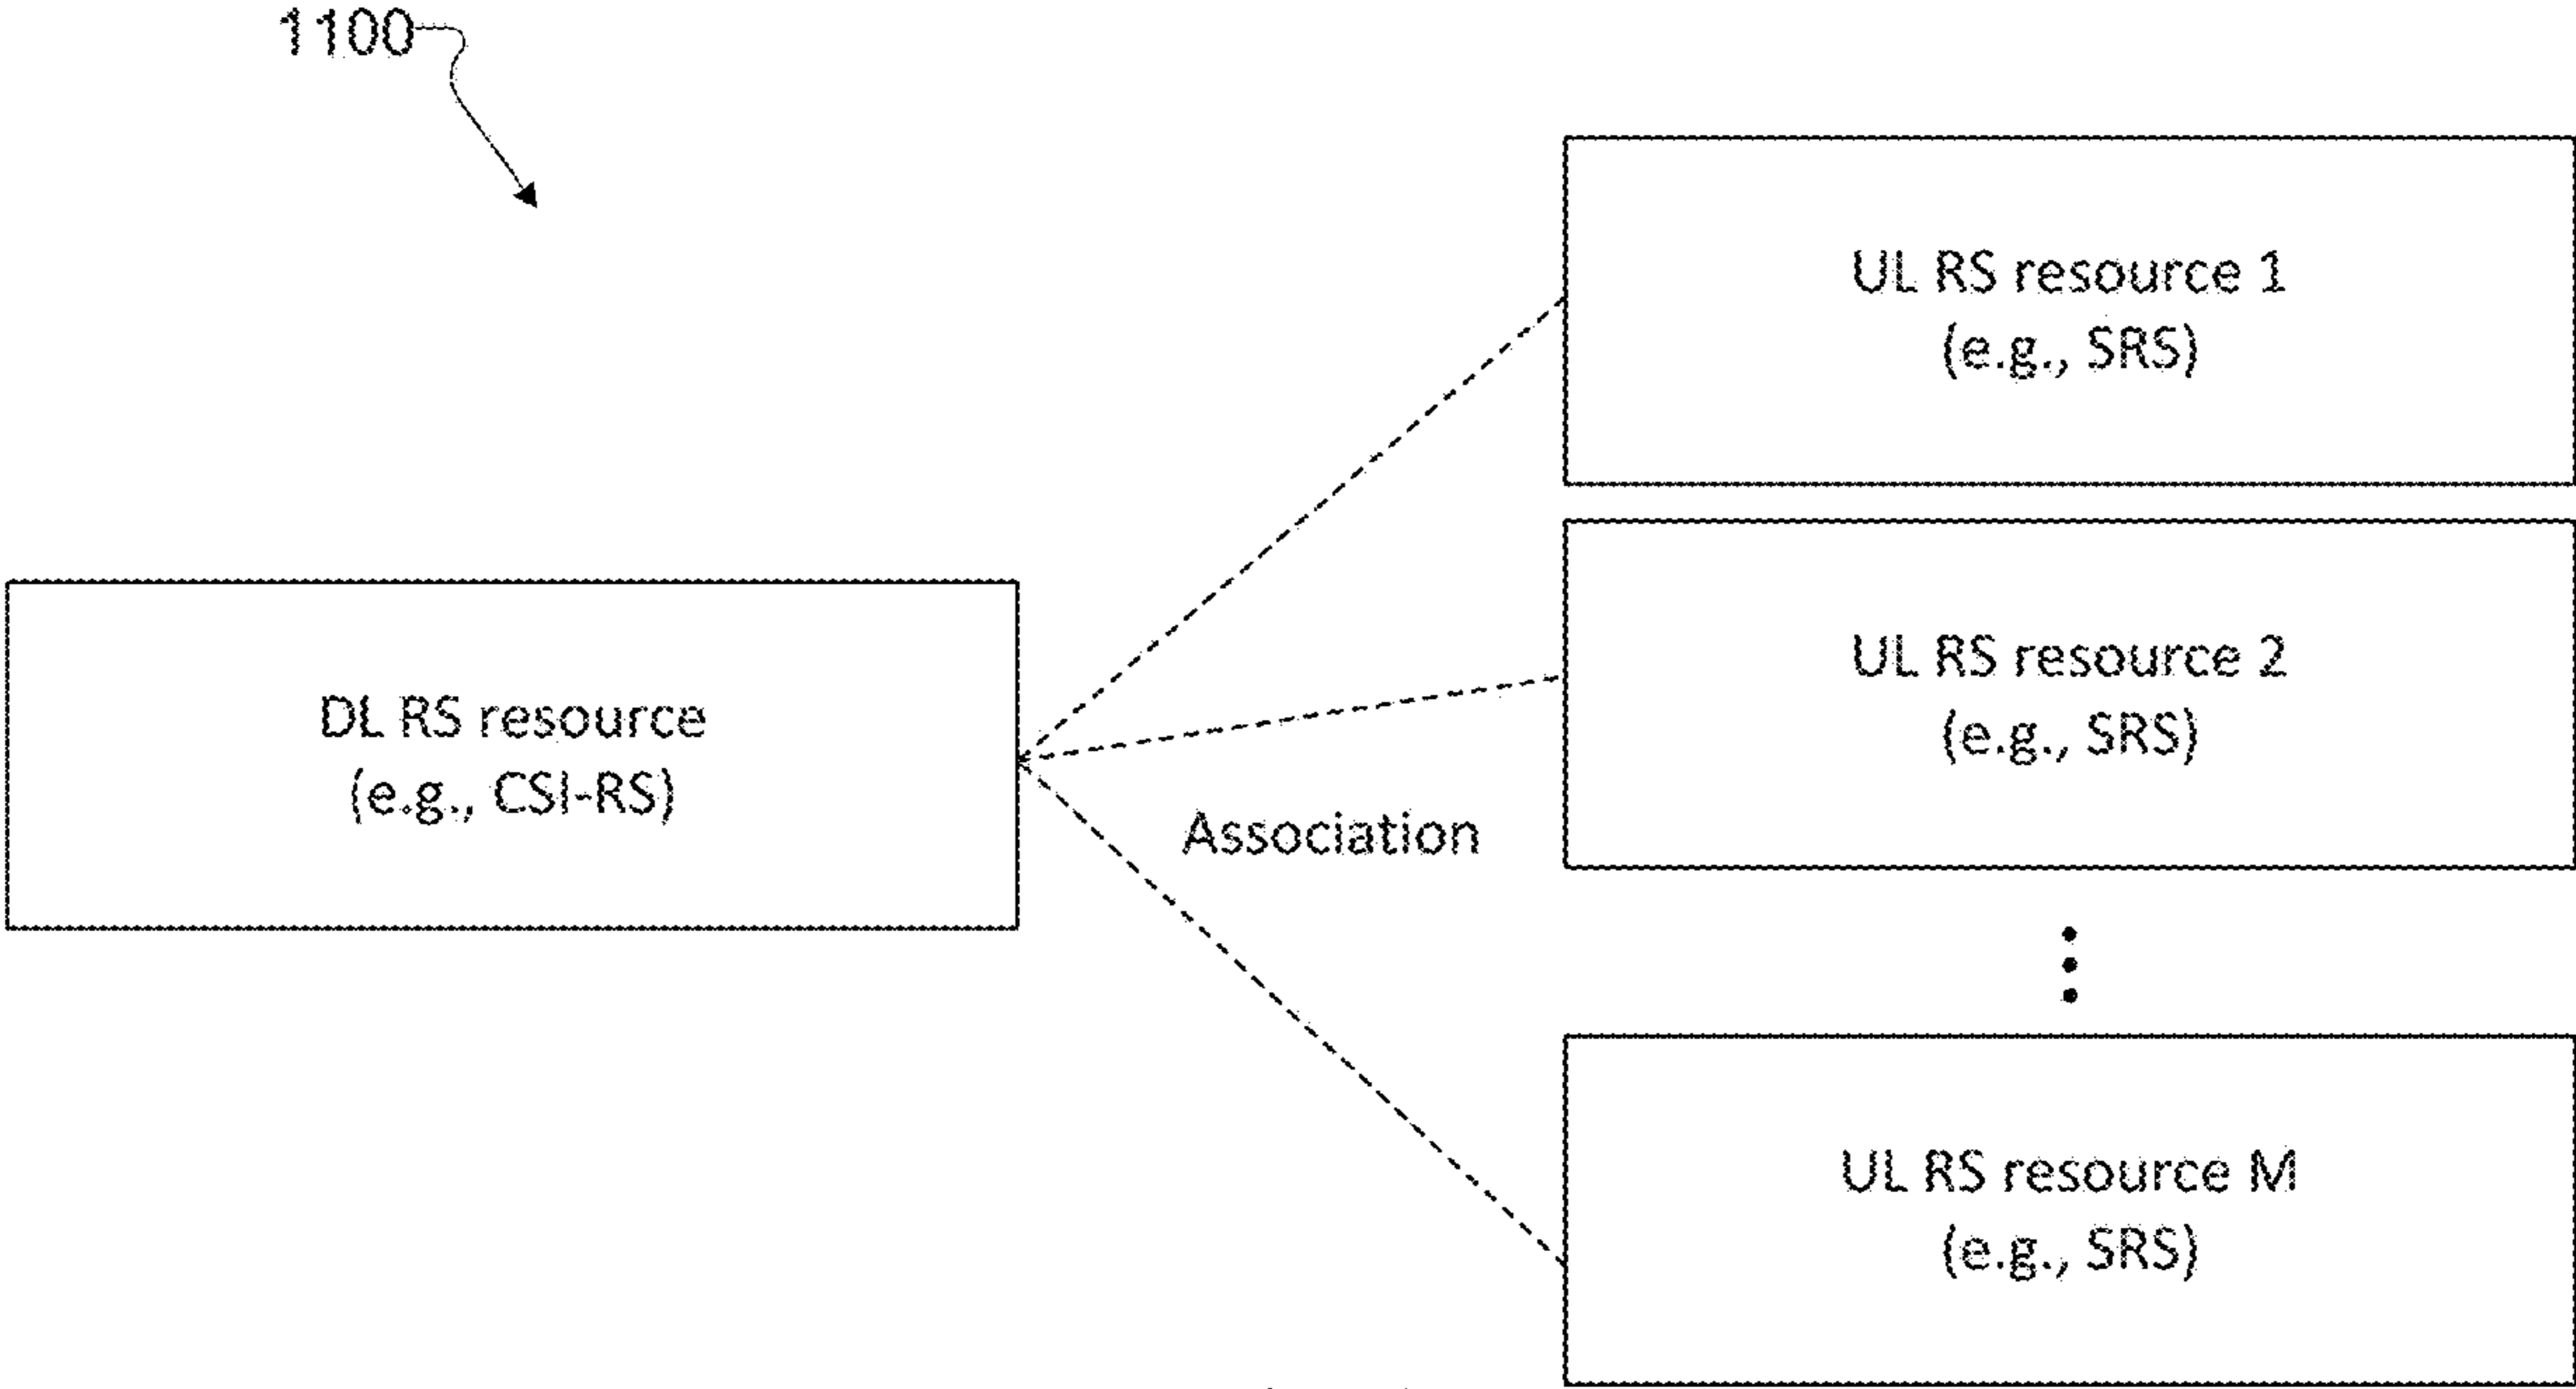 1100
UL RS resource 1
(e.g., SRS)
UL RS resource 2
(e.g., SRS)
DL RS resource
(e.g., CSI-RS)
Association
UL RS resource M
(e.g., SRS)